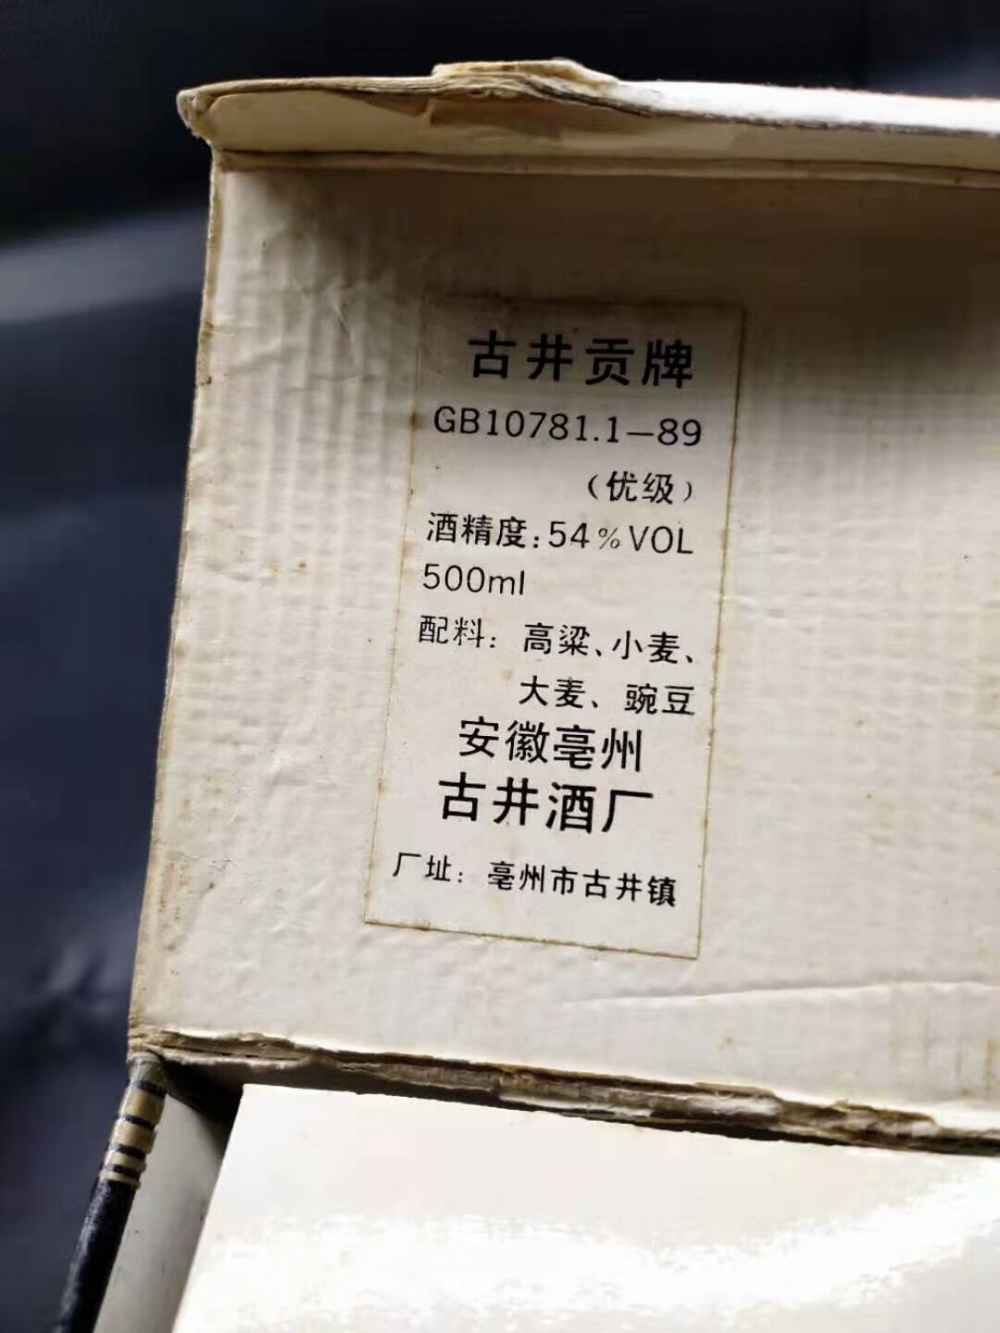 古井贡牌
GB10781.1—89
（优级）
酒精度:54%VOL
500ml
配料：高粱、小麦、
大麦、豌豆
安徽亳州
古井酒厂
厂址：亳州市古井镇